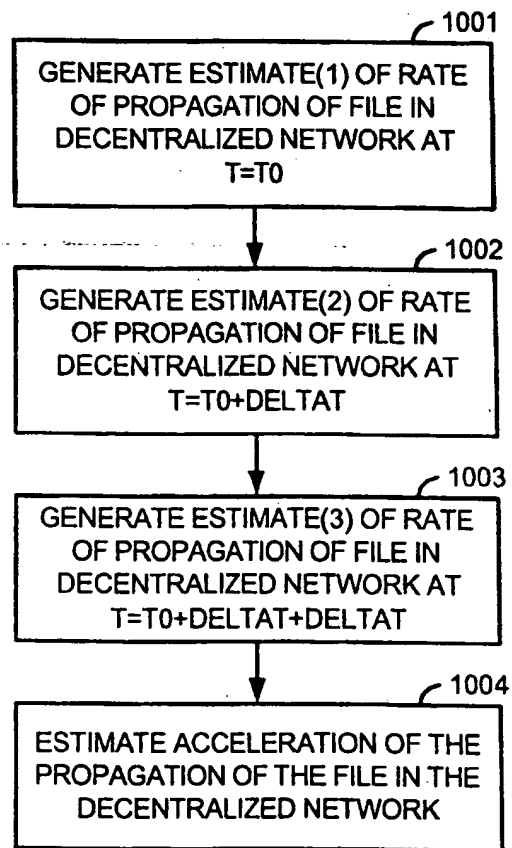 1001
GENERATE ESTIMATE(1) OF RATE
OF PROPAGATION OF FILE IN
DECENTRALIZED NETWORK AT
T=T0
1002
GENERATE ESTIMATE(2) OF RATE
OF PROPAGATION OF FILE IN
DECENTRALIZED NETWORK AT
T=T0+DELTAT
1003
GENERATE ESTIMATE(3) OF RATE
OF PROPAGATION OF FILE IN
DECENTRALIZED NETWORK AT
T=T0+DELTAT+DELTAT
1004
ESTIMATE ACCELERATION OF THE
PROPAGATION OF THE FILE IN THE
DECENTRALIZED NETWORK